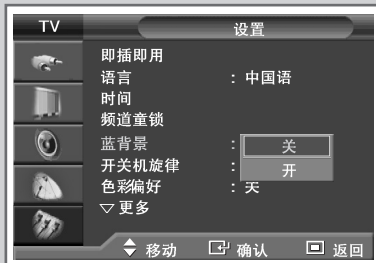 TV 设置
即插即用
语言 : 中国语
时间
频道童锁
蓝背景 : 关
开关机旋律 : 开
色彩偏好 :
▽更多
移动 确认 返回